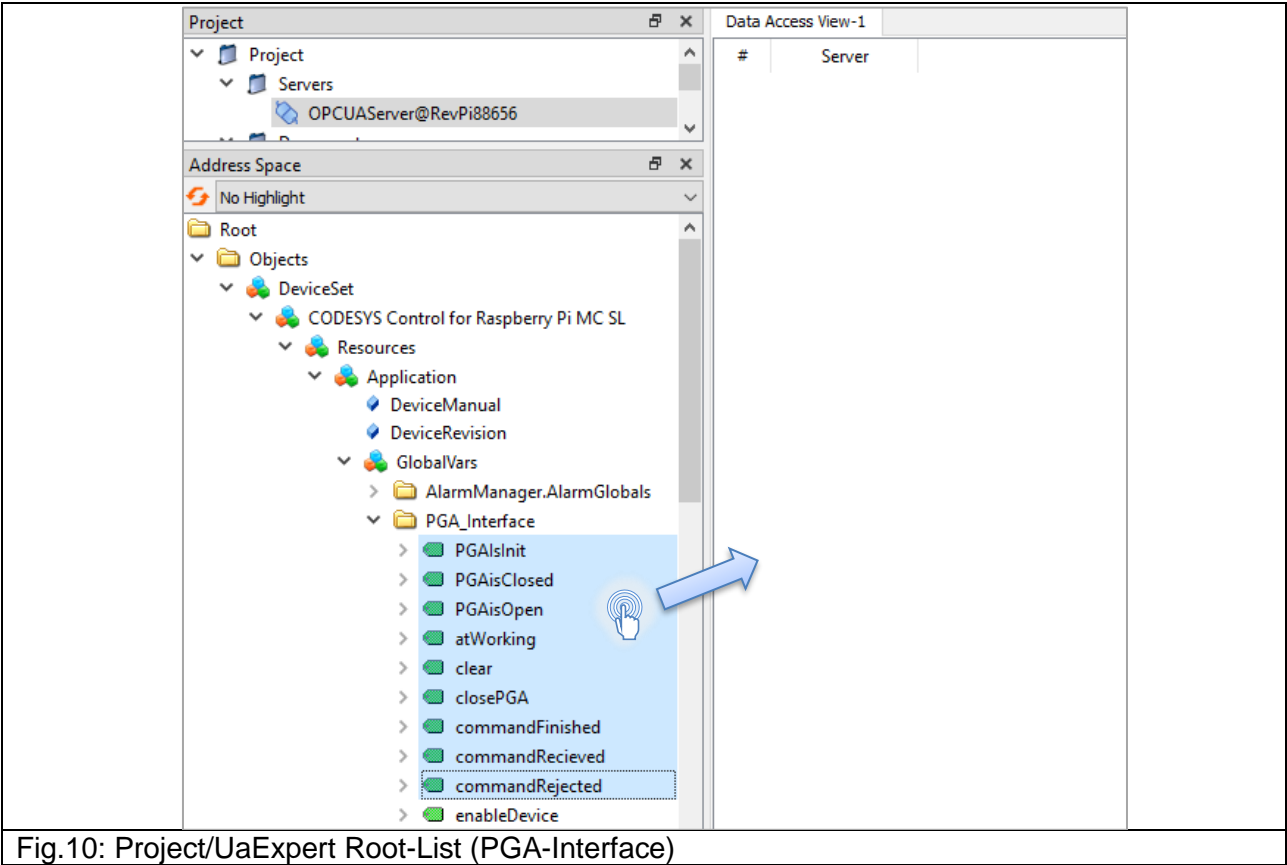 Project
Project
Servers
OPCUAServer@RevPi88656
Address Space
No Highlight
Root
Objects
DeviceSet
CODESYS Control for Raspberry Pi MC SL
Resources
Application
DeviceManual
DeviceRevision
GlobalVars
AlarmManager.AlarmGlobals
PGA_Interface
PGAIsInit
PGAisClosed
PGAisOpen
atWorking
clear
closePGA
commandFinished
commandRecieved
commandRejected
enableDevice
Data Access View-1
# Server
Fig.10: Project/UaExpert Root-List (PGA-Interface)